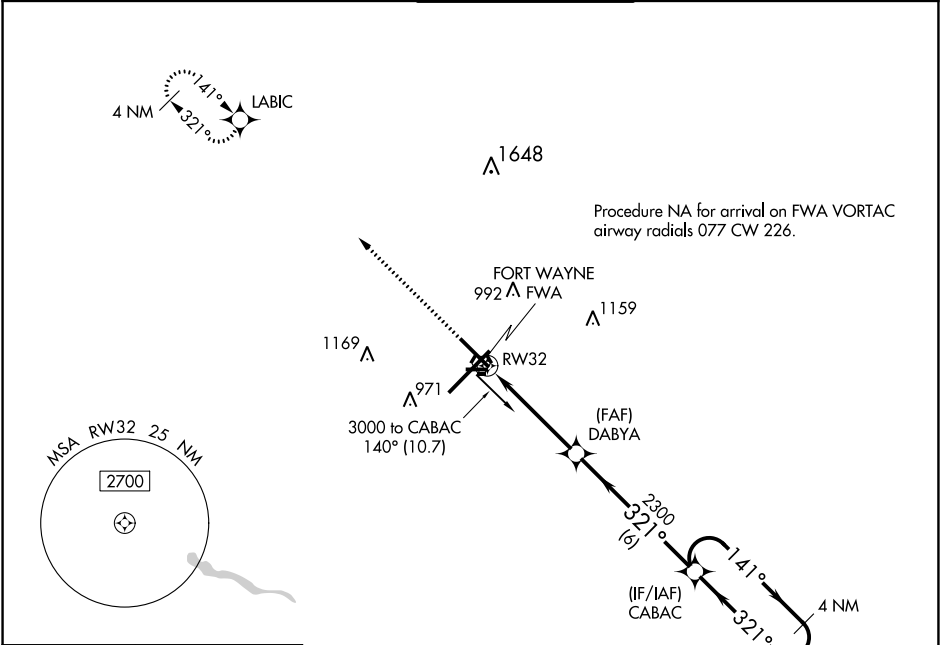 141°
LABIC
4 NM
321°
1648
Procedure NA for arrival on FWA VORTAC
airway radials 077 CW 226.
FORT WAYNE
992 FWA
1159
1169
RW32
971
3000 to CABAC
140° (10.7)
(FAF)
DABYA
MSA RW32 25 NM
2700
2300
321°
(6)
141°
(IF/IAF)
CABAC
4 NM
321°